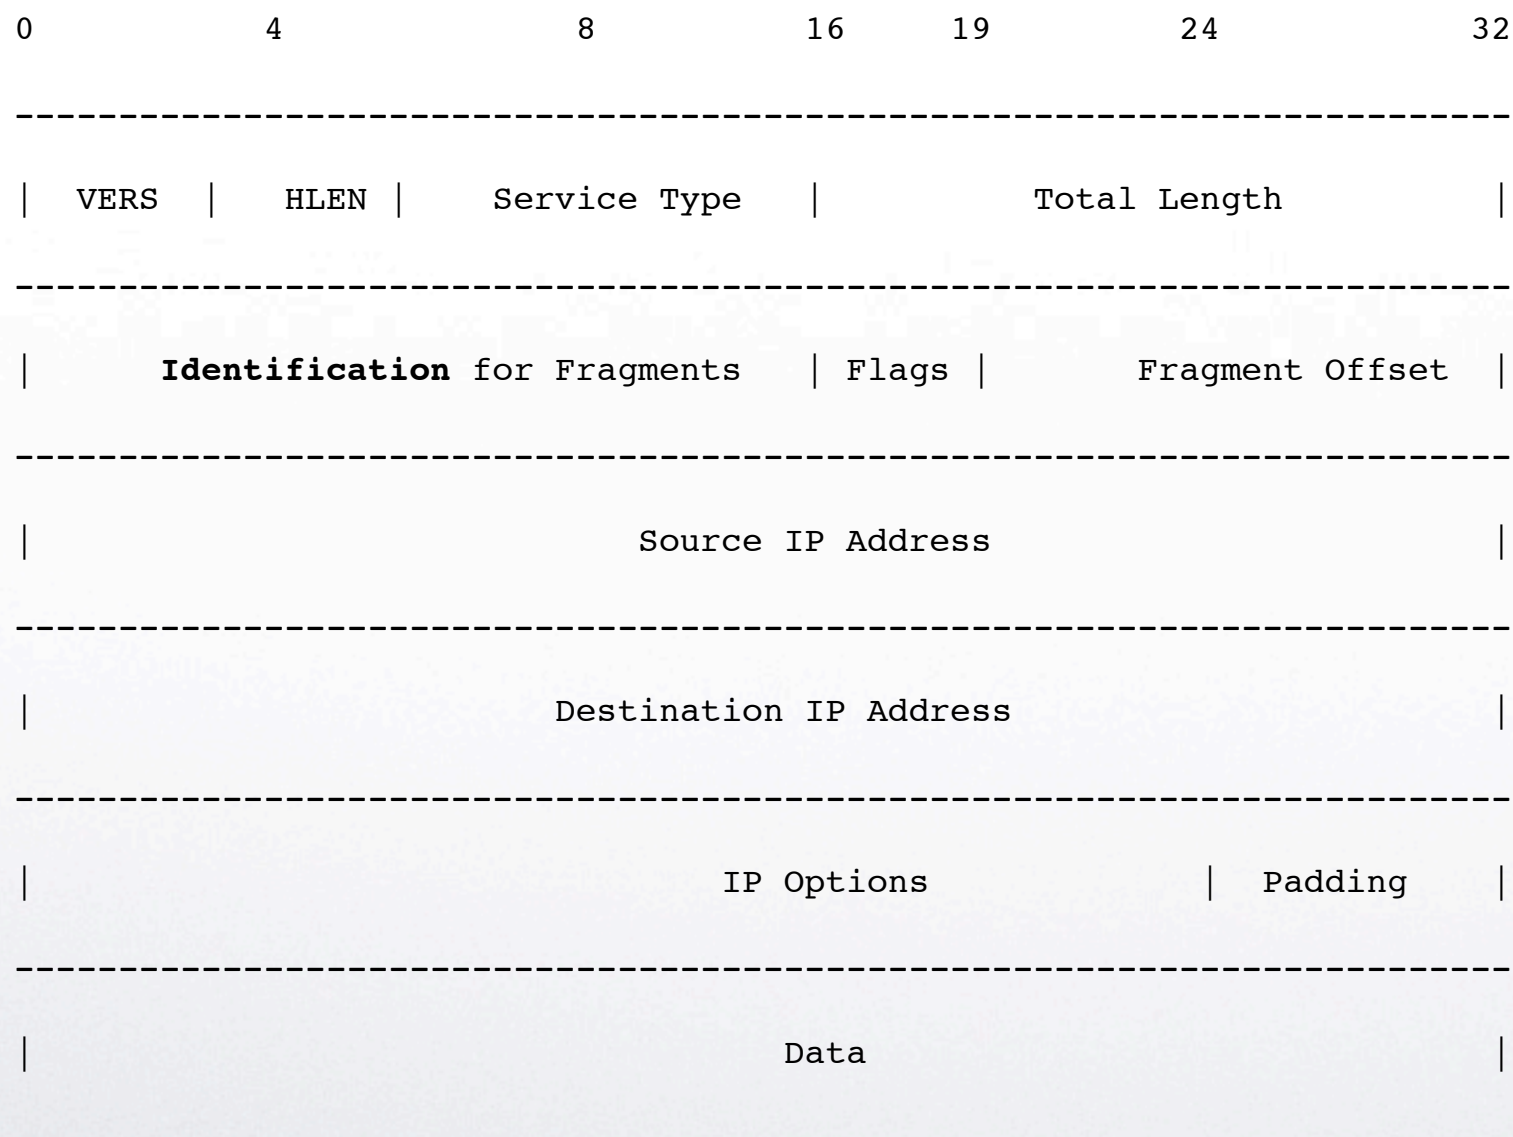 0 4 8 16 19 24 32
------------------------------------------------------------------------
| VERS | HLEN | Service Type | Total Length |
------------------------------------------------------------------------
| Identification for Fragments | Flags | Fragment Offset |
------------------------------------------------------------------------
| Source IP Address |
------------------------------------------------------------------------
| Destination IP Address |
------------------------------------------------------------------------
| IP Options | Padding |
------------------------------------------------------------------------
| Data |